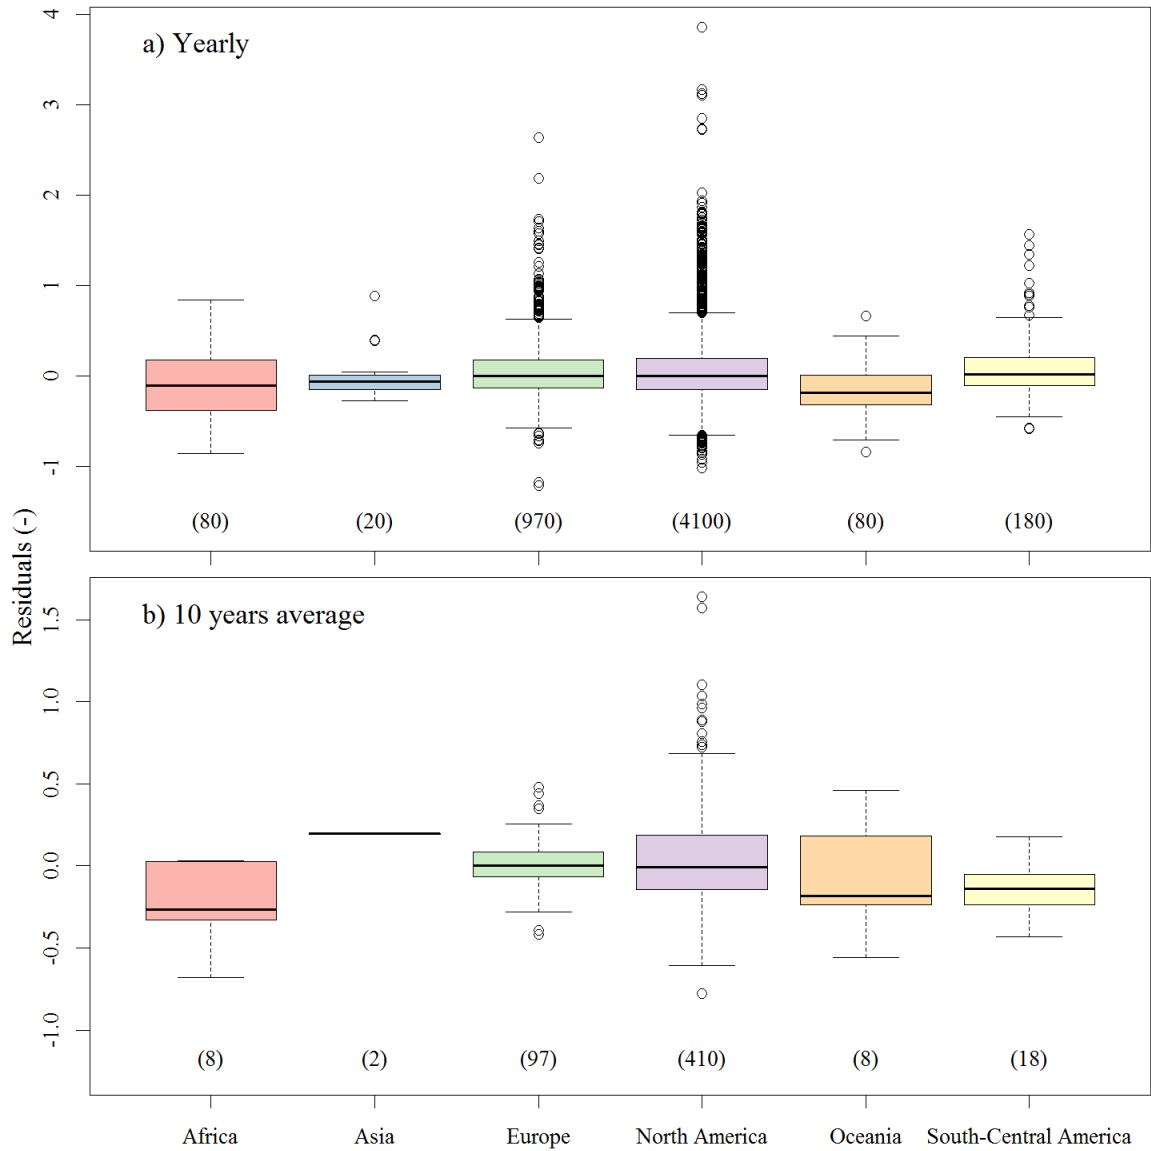 a) Yearly
4
3
2
1
0
-1
(80) (20) (970) (4100) (80) (180)
Residuals (-)
b) 10 years average
1.5
1.0
0.5
0.0
-0.5
-1.0
(8) (2) (97) (410) (8) (18)
Africa Asia Europe North America Oceania South-Central America